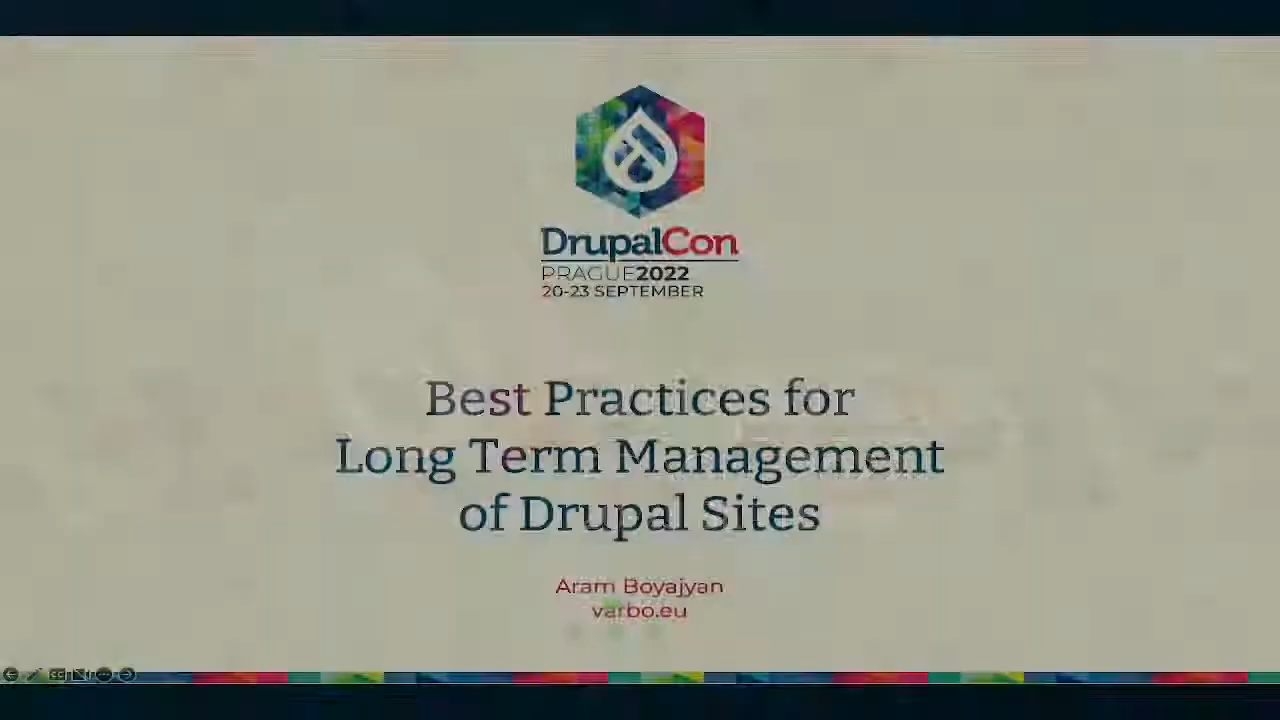 DrupalCon
PRAGUE2022
20-23 SEPTEMBER
Best Practices for
Long Term Management
of Drupal Sites
Aram Boyajyan
varbo.eu